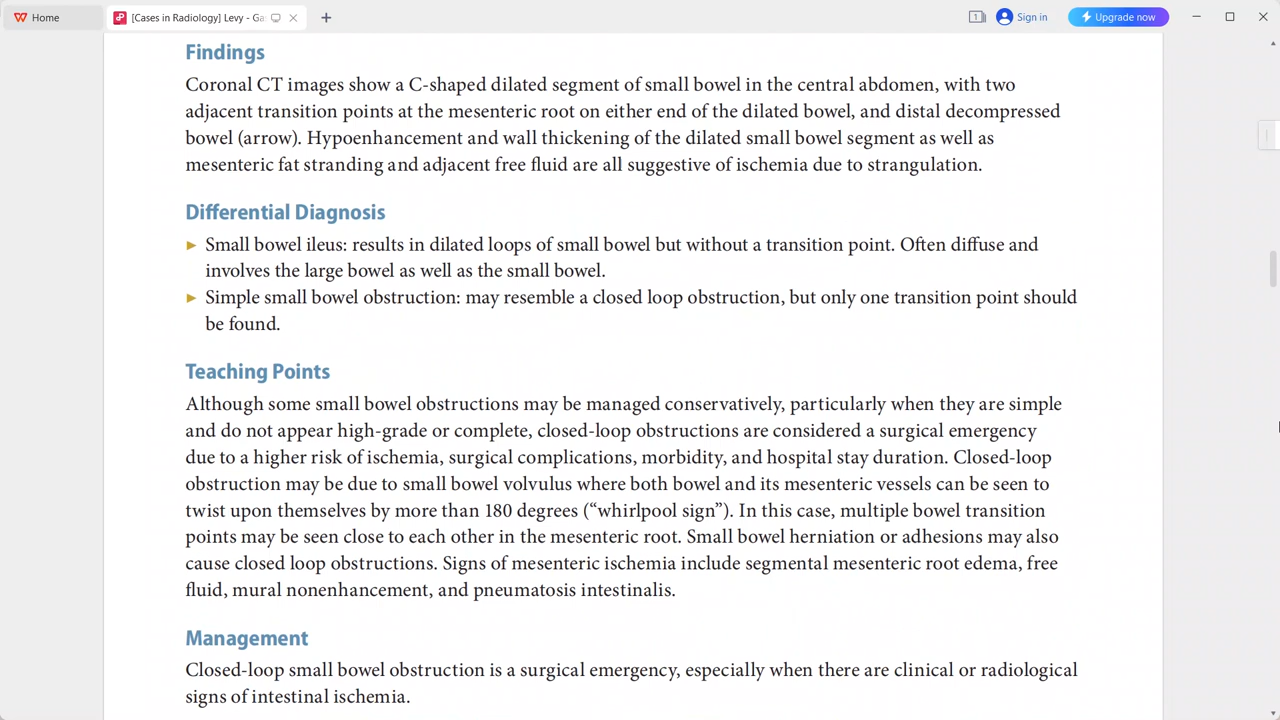 Home
[Cases in Radiology] Levy - Ga
Sign in
Upgrade now
Findings
Coronal CT images show a C-shaped dilated segment of small bowel in the central abdomen, with two
adjacent transition points at the mesenteric root on either end of the dilated bowel, and distal decompressed
bowel (arrow). Hypoenhancement and wall thickening of the dilated small bowel segment as well as
mesenteric fat stranding and adjacent free fluid are all suggestive of ischemia due to strangulation.
Differential Diagnosis
► Small bowel ileus: results in dilated loops of small bowel but without a transition point. Often diffuse and
involves the large bowel as well as the small bowel.
► Simple small bowel obstruction: may resemble a closed loop obstruction, but only one transition point should
be found.
Teaching Points
Although some small bowel obstructions may be managed conservatively, particularly when they are simple
and do not appear high-grade or complete, closed-loop obstructions are considered a surgical emergency
due to a higher risk of ischemia, surgical complications, morbidity, and hospital stay duration. Closed-loop
obstruction may be due to small bowel volvulus where both bowel and its mesenteric vessels can be seen to
twist upon themselves by more than 180 degrees (“whirlpool sign”). In this case, multiple bowel transition
points may be seen close to each other in the mesenteric root. Small bowel herniation or adhesions may also
cause closed loop obstructions. Signs of mesenteric ischemia include segmental mesenteric root edema, free
fluid, mural nonenhancement, and pneumatosis intestinalis.
Management
Closed-loop small bowel obstruction is a surgical emergency, especially when there are clinical or radiological
signs of intestinal ischemia.